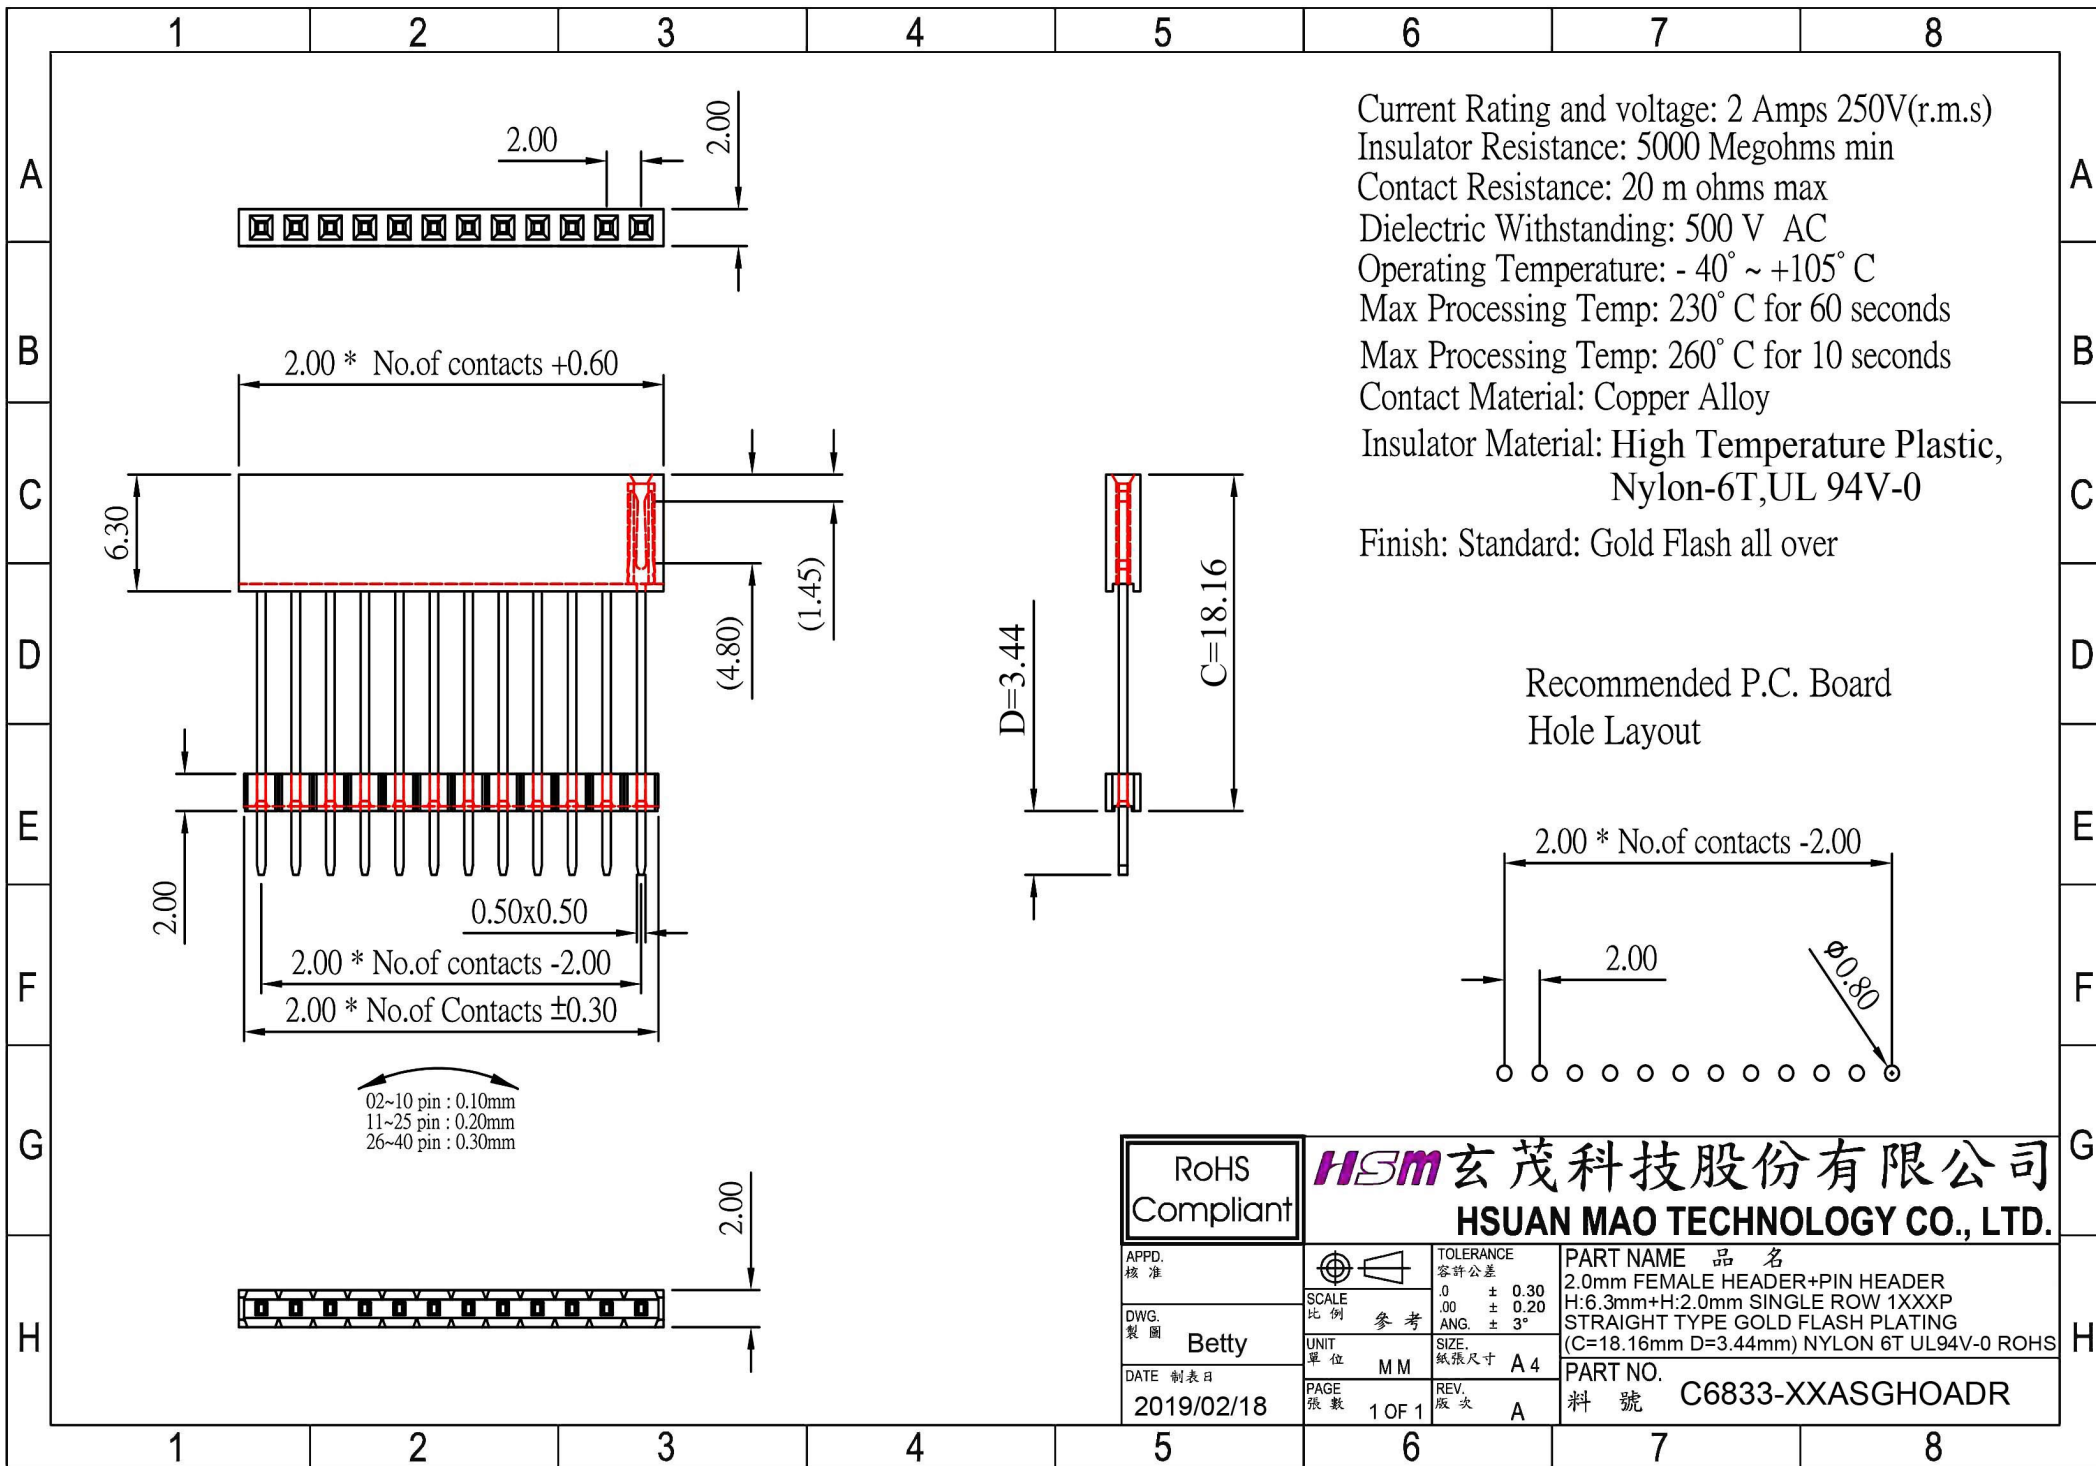 1 2 3 4 5 6 7 8
A
B
C
D
E
F
G
H
2.00
2.00
2.00 * No.of contacts +0.60
6.30
(4.80)
(1.45)
2.00
0.50x0.50
2.00 * No.of contacts -2.00
2.00 * No.of Contacts ±0.30
02~10 pin : 0.10mm
11~25 pin : 0.20mm
26~40 pin : 0.30mm
2.00
D=3.44
C=18.16
Current Rating and voltage: 2 Amps 250V(r.m.s)
Insulator Resistance: 5000 Megohms min
Contact Resistance: 20 m ohms max
Dielectric Withstanding: 500 V AC
Operating Temperature: - 40° ~ +105° C
Max Processing Temp: 230° C for 60 seconds
Max Processing Temp: 260° C for 10 seconds
Contact Material: Copper Alloy
Insulator Material: High Temperature Plastic,
Nylon-6T,UL 94V-0
Finish: Standard: Gold Flash all over
Recommended P.C. Board
Hole Layout
2.00 * No.of contacts -2.00
2.00
Ø0.80
RoHS
Compliant
HSM 玄茂科技股份有限公司
HSUAN MAO TECHNOLOGY CO., LTD.
APPD.
核 准
DWG.
製 圖 Betty
DATE 制表日
2019/02/18
SCALE
比 例 參 考
UNIT
單 位 MM
PAGE
張 數 1 OF 1
TOLERANCE
容許公差
.0 ± 0.30
.00 ± 0.20
ANG. ± 3°
SIZE.
紙張尺寸 A 4
REV.
版 次 A
PART NAME 品 名
2.0mm FEMALE HEADER+PIN HEADER
H:6.3mm+H:2.0mm SINGLE ROW 1XXXP
STRAIGHT TYPE GOLD FLASH PLATING
(C=18.16mm D=3.44mm) NYLON 6T UL94V-0 ROHS
PART NO.
料 號 C6833-XXASGHOADR
A
B
C
D
E
F
G
H
1 2 3 4 5 6 7 8